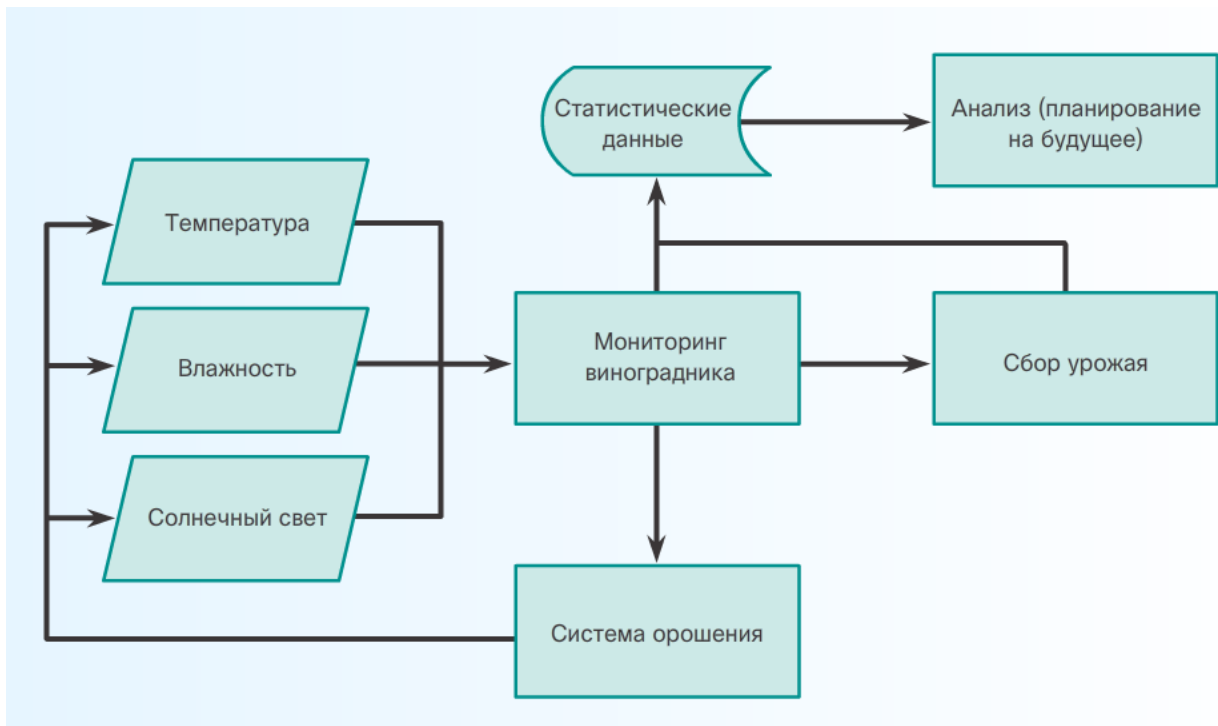 Статистические
данные
Анализ (планирование
на будущее)
Температура
Влажность
Солнечный свет
Мониторинг
виноградника
Сбор урожая
Система орошения